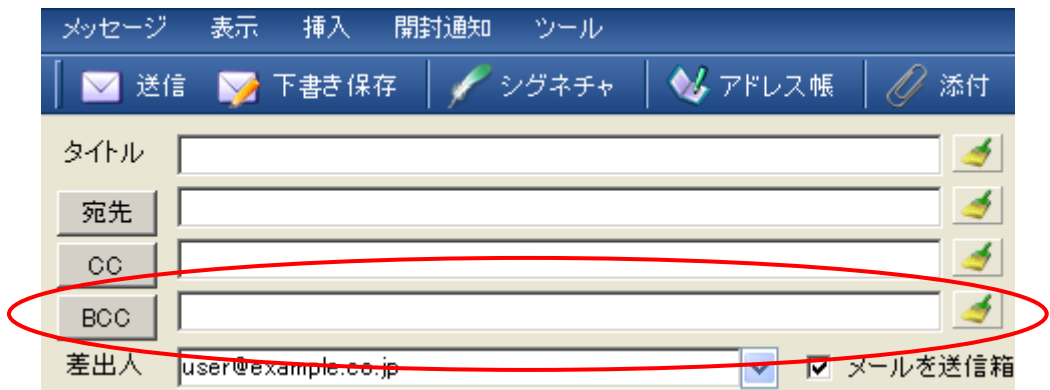 メッセージ 表示 挿入 開封通知 ツール
送信 下書き保存 シグネチャ アドレス帳 添付
タイトル
宛先
CC
BCC
差出人 user@example.co.jp メールを送信箱